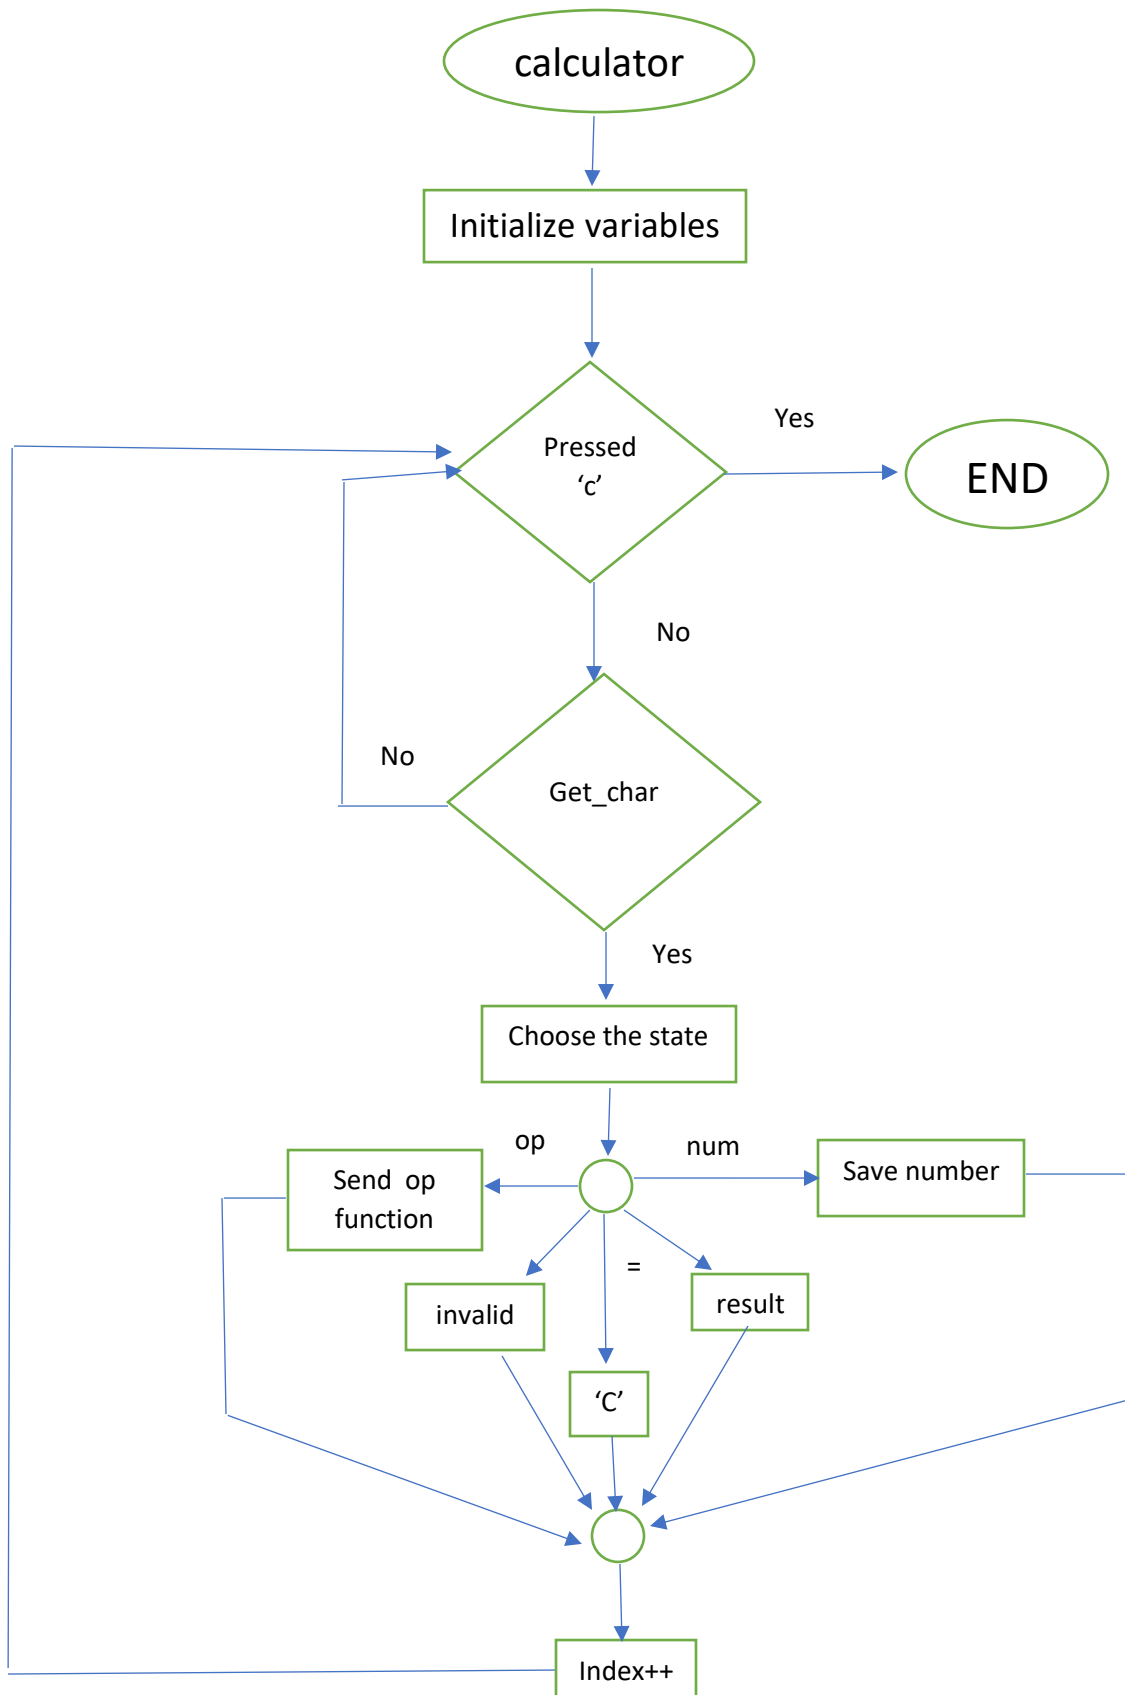 calculator
Initialize variables
Pressed
‘c’
Yes
END
No
No
Get_char
Yes
Choose the state
op
num
Send  op
function
Save number
=
invalid
result
‘C’
Index++